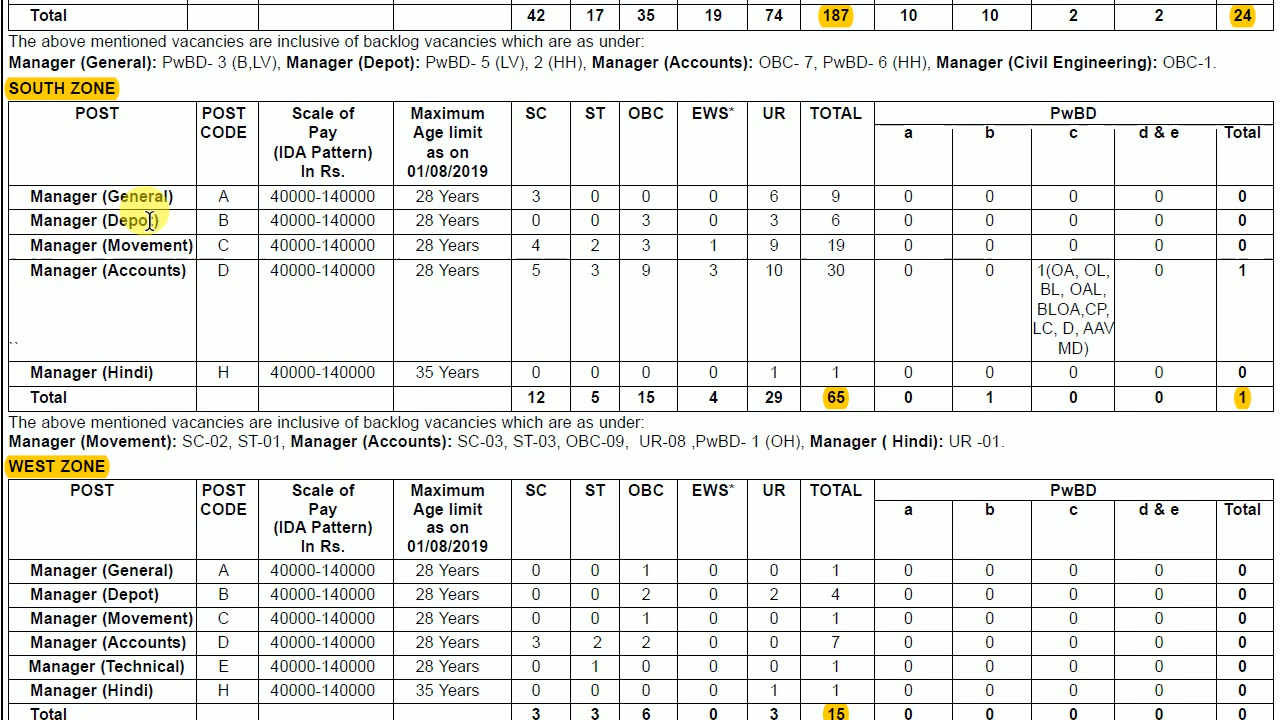 Total 42 17 35 19 74 187 10 10 2 2 24
The above mentioned vacancies are inclusive of backlog vacancies which are as under:
Manager (General): PwBD- 3 (B,LV), Manager (Depot): PwBD- 5 (LV), 2 (HH), Manager (Accounts): OBC- 7, PwBD- 6 (HH), Manager (Civil Engineering): OBC-1.
SOUTH ZONE
POST POST Scale of Maximum SC ST OBC EWS* UR TOTAL PwBD
CODE Pay Age limit a b c d & e Total
(IDA Pattern) as on
In Rs. 01/08/2019
Manager (General) A 40000-140000 28 Years 3 0 0 0 6 9 0 0 0 0 0
Manager (Depot) B 40000-140000 28 Years 0 0 3 0 3 6 0 0 0 0 0
Manager (Movement) C 40000-140000 28 Years 4 2 3 1 9 19 0 0 0 0 0
Manager (Accounts) D 40000-140000 28 Years 5 3 9 3 10 30 0 0 1(OA, OL, 0 1
BL, OAL,
BLOA,CP,
LC, D, AAV
``
MD)
Manager (Hindi) H 40000-140000 35 Years 0 0 0 0 1 1 0 0 0 0 0
Total 12 5 15 4 29 65 0 1 0 0 1
The above mentioned vacancies are inclusive of backlog vacancies which are as under:
Manager (Movement): SC-02, ST-01, Manager (Accounts): SC-03, ST-03, OBC-09, UR-08 ,PwBD- 1 (OH), Manager ( Hindi): UR -01.
WEST ZONE
POST POST Scale of Maximum SC ST OBC EWS* UR TOTAL PwBD
CODE Pay Age limit a b c d & e Total
(IDA Pattern) as on
In Rs. 01/08/2019
Manager (General) A 40000-140000 28 Years 0 0 1 0 0 1 0 0 0 0 0
Manager (Depot) B 40000-140000 28 Years 0 0 2 0 2 4 0 0 0 0 0
Manager (Movement) C 40000-140000 28 Years 0 0 1 0 0 1 0 0 0 0 0
Manager (Accounts) D 40000-140000 28 Years 3 2 2 0 0 7 0 0 0 0 0
Manager (Technical) E 40000-140000 28 Years 0 1 0 0 0 1 0 0 0 0 0
Manager (Hindi) H 40000-140000 35 Years 0 0 0 0 1 1 0 0 0 0 0
Total 3 3 6 0 3 15 0 0 0 0 0